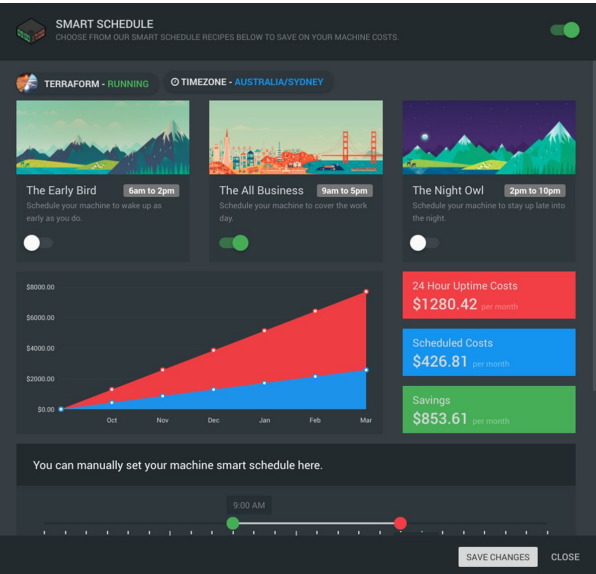 SMART SCHEDULE
CHOOSE FROM OUR SMART SCHEDULE RECIPES BELOW TO SAVE ON YOUR MACHINE COSTS.
TERRAFORM - RUNNING
TIMEZONE - AUSTRALIA/SYDNEY
The Early Bird
6am to 2pm
Schedule your machine to wake up as
early as you do.
The All Business
9am to 5pm
Schedule your machine to cover the work
day.
The Night Owl
2pm to 10pm
Schedule your machine to stay up late into
the night.
$8000.00
$6000.00
$4000.00
$2000.00
$0.00
Oct Nov Dec Jan Feb Mar
24 Hour Uptime Costs
$1280.42 per month
Scheduled Costs
$426.81 per month
Savings
$853.61 per month
You can manually set your machine smart schedule here.
9:00 AM
SAVE CHANGES
CLOSE